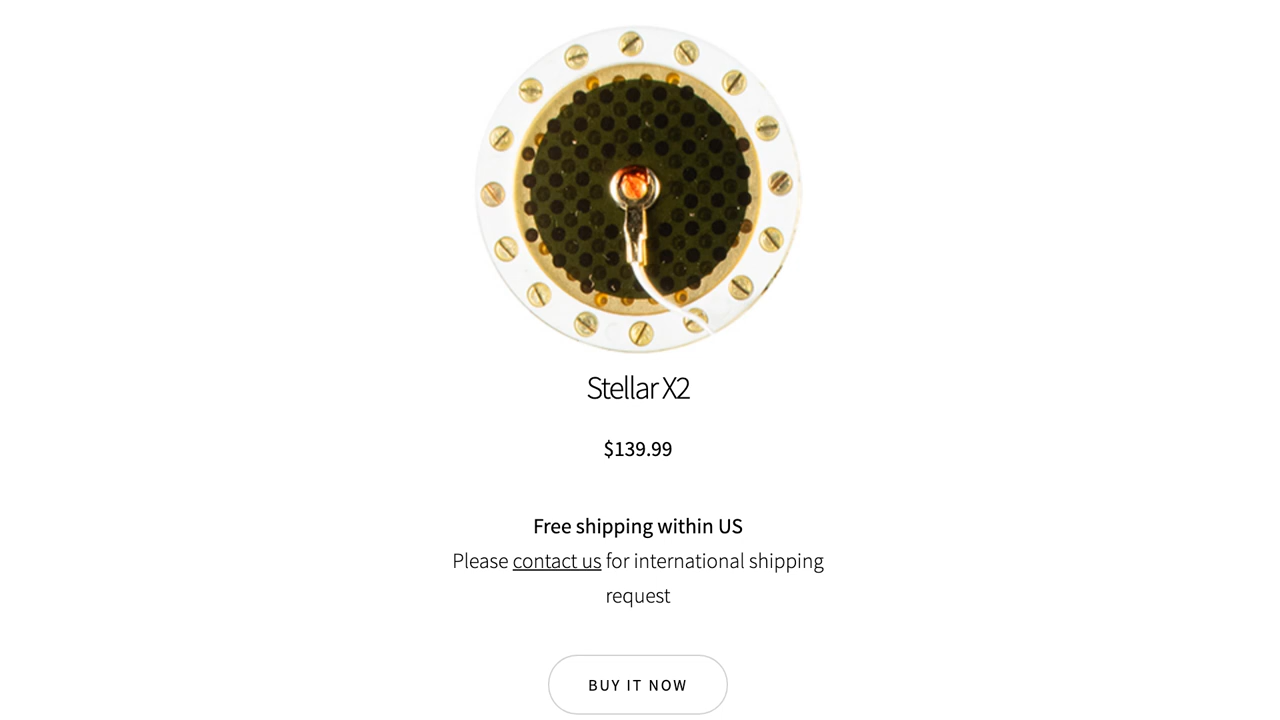 Stellar X2
$139.99
Free shipping within US
Please contact us for international shipping
request
BUY IT NOW